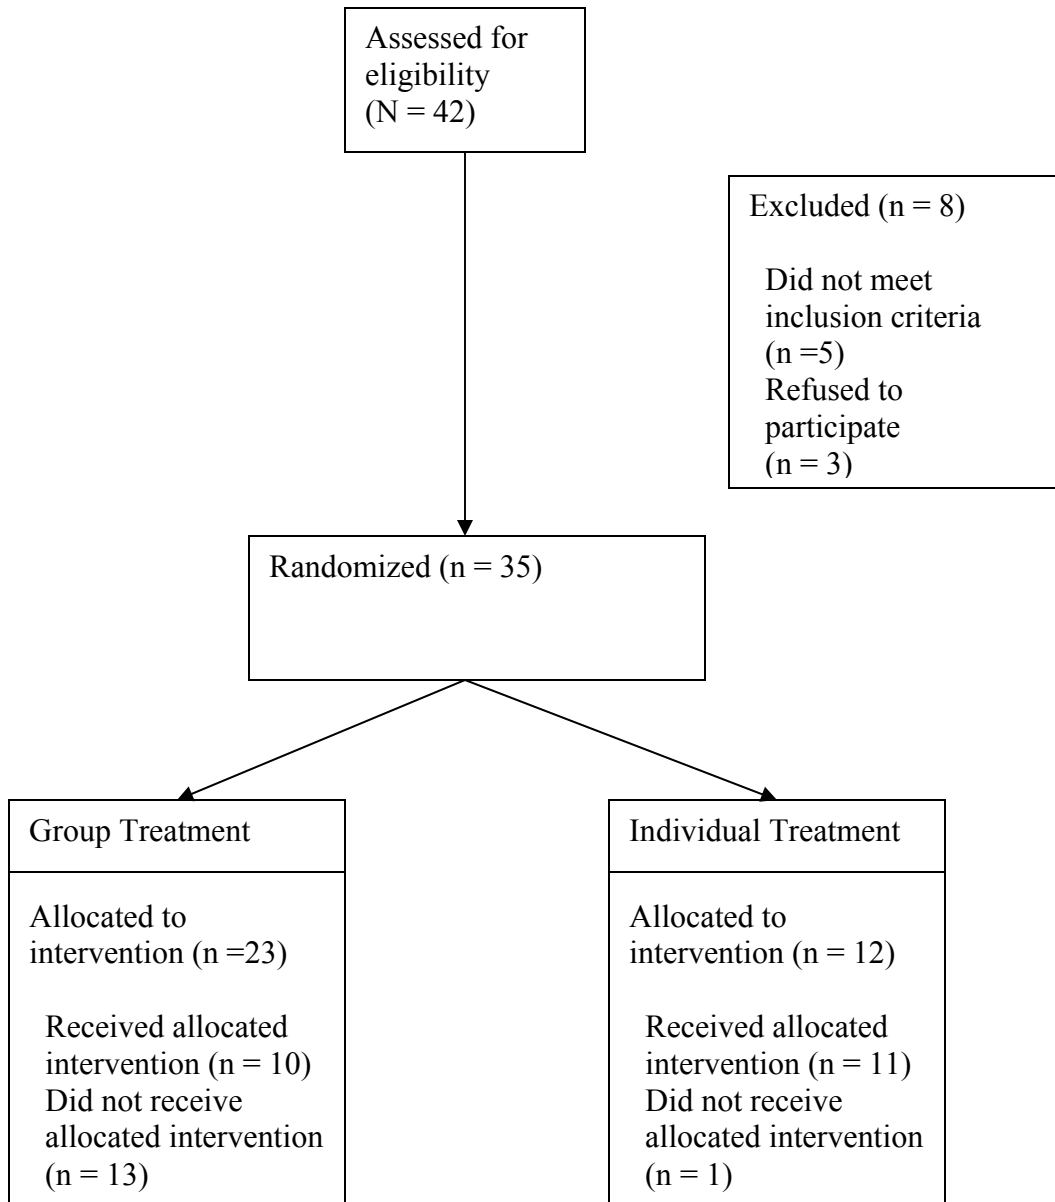 Assessed for
eligibility
(N = 42)
Excluded (n = 8)
Did not meet
inclusion criteria
(n =5)
Refused to
participate
(n = 3)
Randomized (n = 35)
Group Treatment
Allocated to
intervention (n =23)
Received allocated
intervention (n = 10)
Did not receive
allocated intervention
(n = 13)
Individual Treatment
Allocated to
intervention (n = 12)
Received allocated
intervention (n = 11)
Did not receive
allocated intervention
(n = 1)